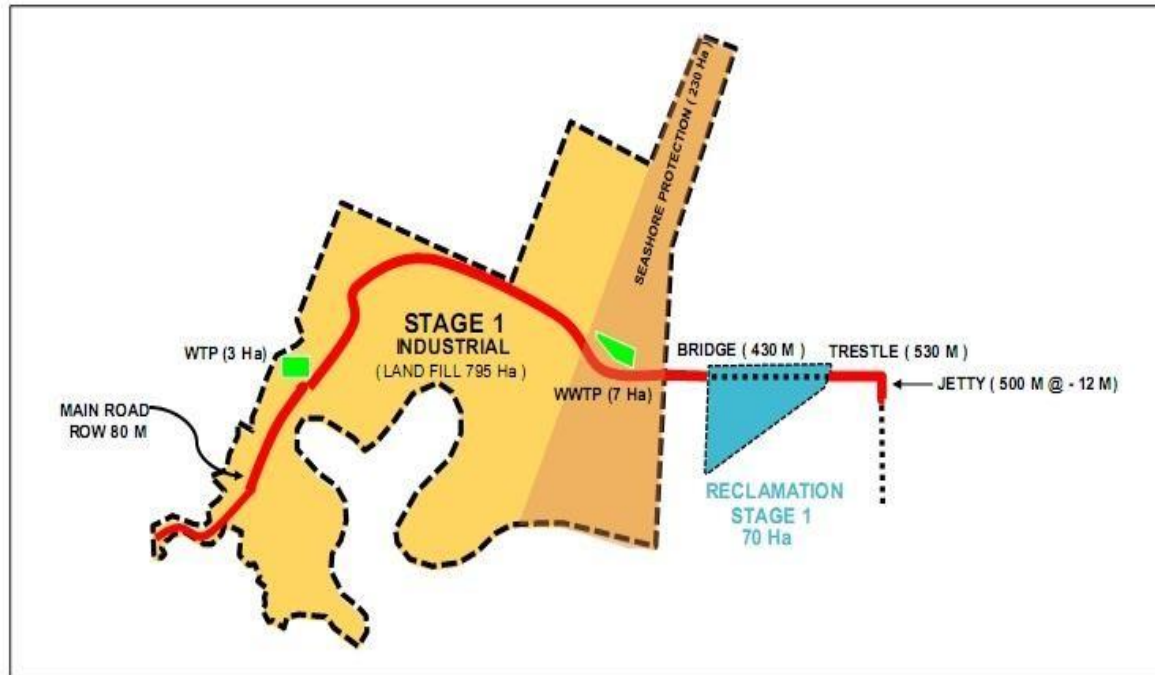 SEASHORE PROTECTION ( 230 Ha )
STAGE 1
INDUSTRIAL
( LAND FILL 795 Ha )
WTP (3 Ha)
MAIN ROAD
ROW 80 M
WWTP (7 Ha)
BRIDGE ( 430 M )
TRESTLE ( 530 M )
JETTY ( 500 M @ - 12 M)
RECLAMATION
STAGE 1
70 Ha